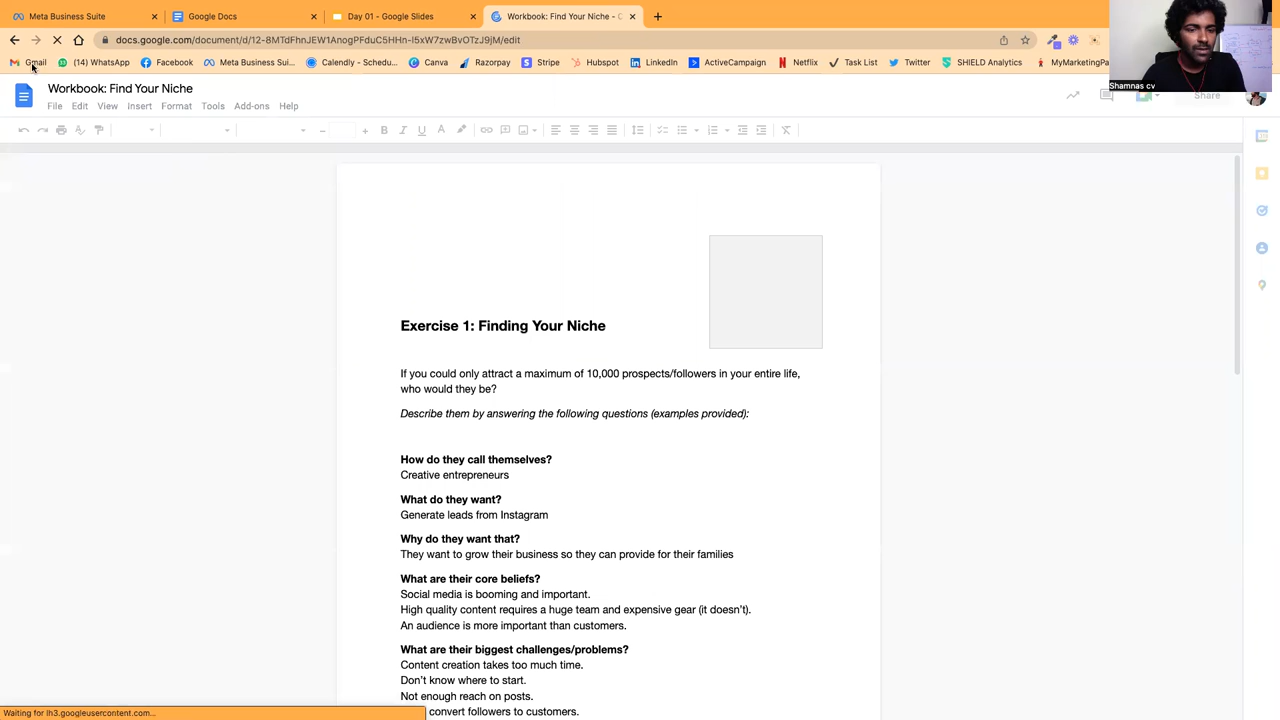 Meta Business Suite
Google Docs
Day 01 - Google Slides
Workbook: Find Your Niche - C
docs.google.com/document/d/12-8MTdFhnJEW1AnogPFduC5HHn-l5xW7zwBvOTzJ9jM/edit
Gmail
(14) WhatsApp
Facebook
Meta Business Sui...
Calendly - Schedu...
Canva
Razorpay
Stripe
Hubspot
LinkedIn
ActiveCampaign
Netflix
Task List
Twitter
SHIELD Analytics
MyMarketingPa
Shamnas cv
Workbook: Find Your Niche
File Edit View Insert Format Tools Add-ons Help
Share
Exercise 1: Finding Your Niche
If you could only attract a maximum of 10,000 prospects/followers in your entire life,
who would they be?
Describe them by answering the following questions (examples provided):
How do they call themselves?
Creative entrepreneurs
What do they want?
Generate leads from Instagram
Why do they want that?
They want to grow their business so they can provide for their families
What are their core beliefs?
Social media is booming and important.
High quality content requires a huge team and expensive gear (it doesn't).
An audience is more important than customers.
What are their biggest challenges/problems?
Content creation takes too much time.
Don't know where to start.
Not enough reach on posts.
convert followers to customers.
Waiting for lh3.googleusercontent.com...